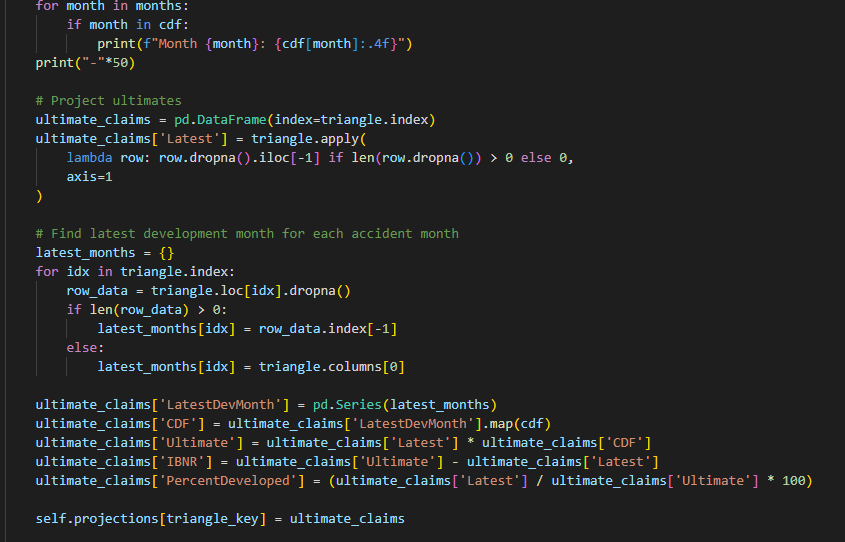 for month in months:
if month in cdf:
print(f"Month {month}: {cdf[month]:.4f}")
print("-"*50)
# Project ultimates
ultimate_claims = pd.DataFrame(index=triangle.index)
ultimate_claims['Latest'] = triangle.apply(
lambda row: row.dropna().iloc[-1] if len(row.dropna()) > 0 else 0,
axis=1
)
# Find latest development month for each accident month
latest_months = {}
for idx in triangle.index:
row_data = triangle.loc[idx].dropna()
if len(row_data) > 0:
latest_months[idx] = row_data.index[-1]
else:
latest_months[idx] = triangle.columns[0]
ultimate_claims['LatestDevMonth'] = pd.Series(latest_months)
ultimate_claims['CDF'] = ultimate_claims['LatestDevMonth'].map(cdf)
ultimate_claims['Ultimate'] = ultimate_claims['Latest'] * ultimate_claims['CDF']
ultimate_claims['IBNR'] = ultimate_claims['Ultimate'] - ultimate_claims['Latest']
ultimate_claims['PercentDeveloped'] = (ultimate_claims['Latest'] / ultimate_claims['Ultimate'] * 100)
self.projections[triangle_key] = ultimate_claims